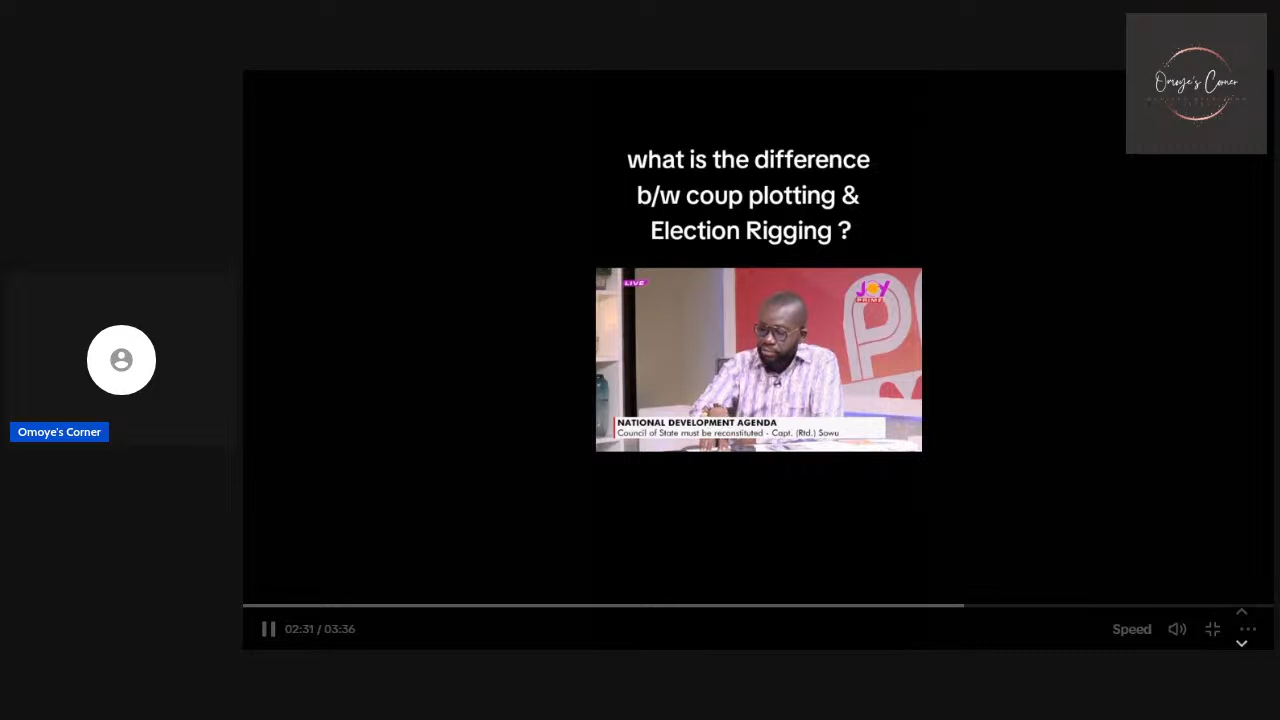 Omoye's Corner
what is the difference
b/w coup plotting &
Election Rigging ?
LIVE
JOY
PRIME
NATIONAL DEVELOPMENT AGENDA
Council of State must be reconstituted - Capt. (Rtd.) Sowu
Omoye's Corner
02:31 / 03:36
Speed